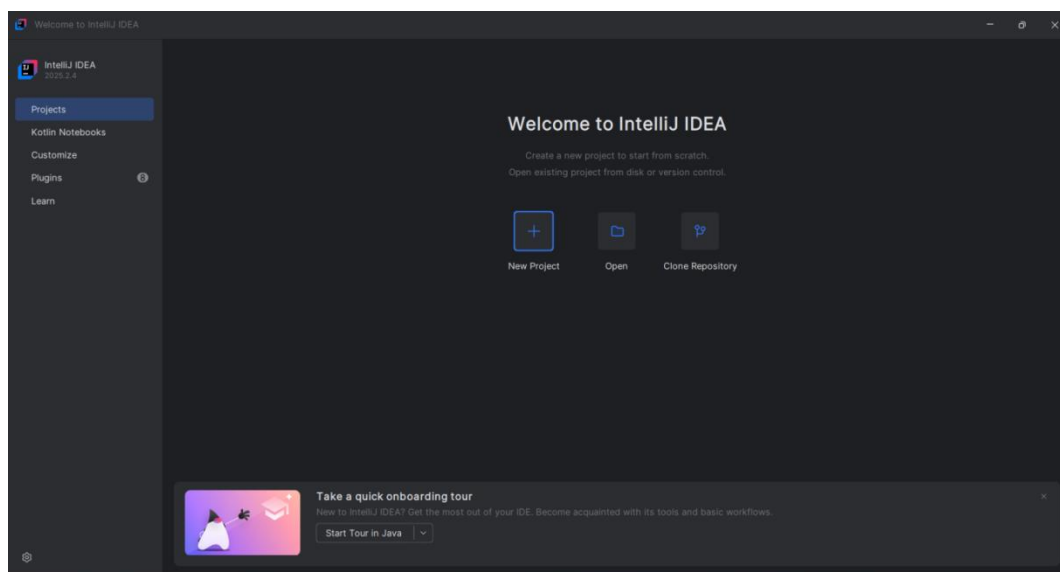 Welcome to IntelliJ IDEA
IJ
IntelliJ IDEA
2025.2.4
Projects
Kotlin Notebooks
Customize
Plugins
Learn
Welcome to IntelliJ IDEA
Create a new project to start from scratch.
Open existing project from disk or version control.
New Project
Open
Clone Repository
Take a quick onboarding tour
New to IntelliJ IDEA? Get the most out of your IDE. Become acquainted with its tools and basic workflows.
Start Tour in Java